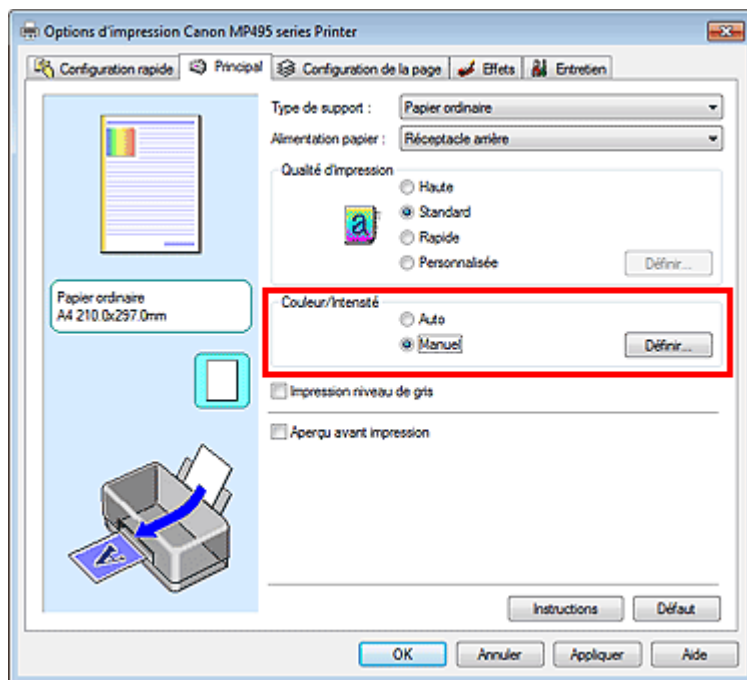 Options d'impression Canon MP495 series Printer
Configuration rapide Principal Configuration de la page Effets Entretien
Type de support : Papier ordinaire
Alimentation papier : Réceptacle arrière
Qualité d'impression
Haute
a Standard
Rapide
Personnalisée Définir...
Papier ordinaire
A4 210.0x297.0mm
Couleur/Intensité
Auto
Manuel Définir...
Impression niveau de gris
Aperçu avant impression
A
Instructions Défaut
OK Annuler Appliquer Aide